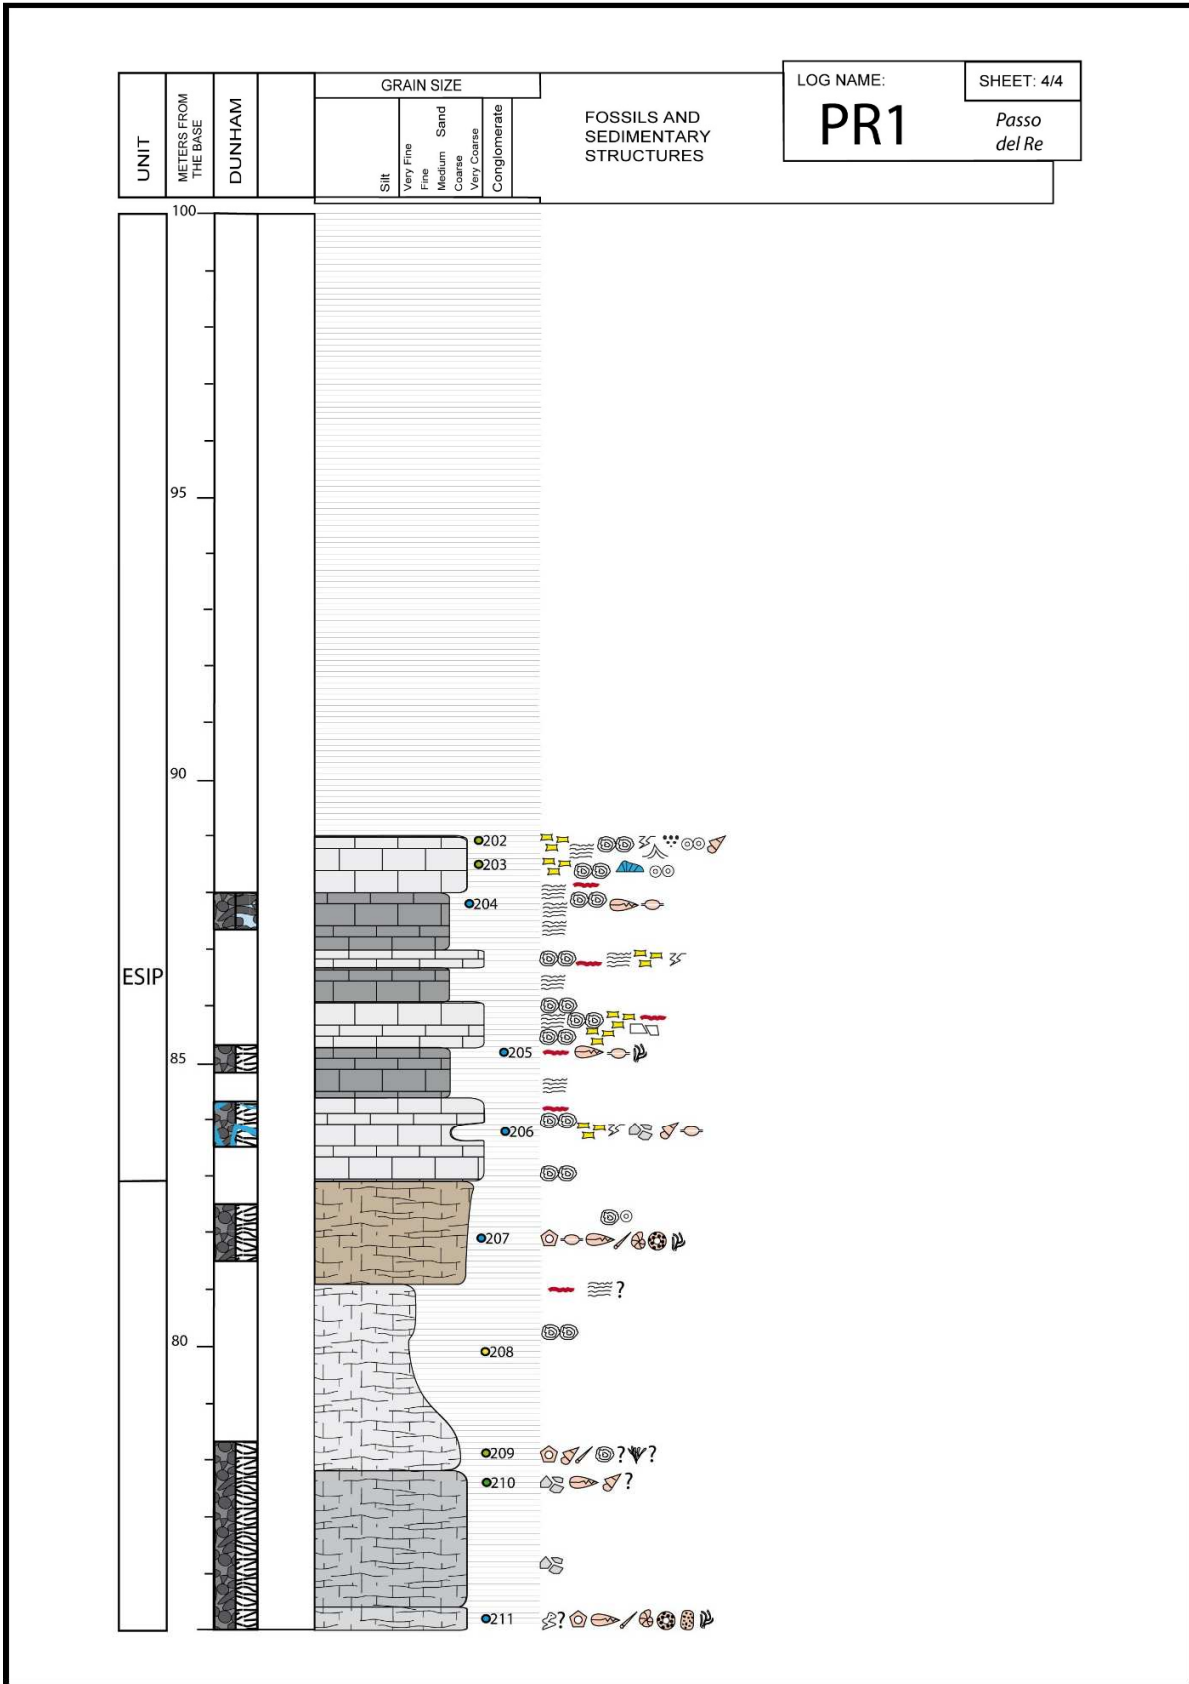 UNIT
METERS FROM
THE BASE
DUNHAM
GRAIN SIZE
Silt
Very Fine
Fine
Medium Sand
Coarse
Very Coarse
Conglomerate
FOSSILS AND
SEDIMENTARY
STRUCTURES
LOG NAME:
PR1
SHEET: 4/4
Passo
del Re
100
95
90
202
203
204
ESIP
85
205
206
207
?
80
208
209
? ?
210
?
211
?